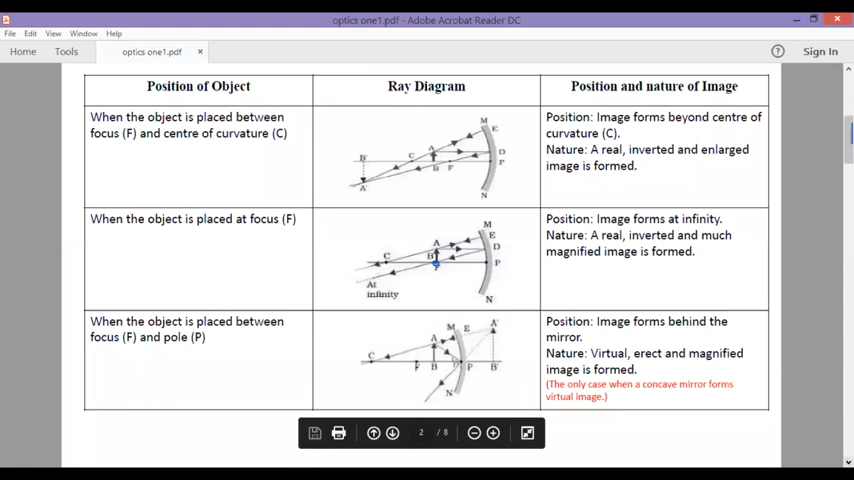 optics one1.pdf - Adobe Acrobat Reader DC
File Edit View Window Help
Home Tools optics one1.pdf × ? Sign In
Position of Object Ray Diagram Position and nature of Image
When the object is placed between
focus (F) and centre of curvature (C)
M
E
A
D
B'
C
B
F
P
A'
N
Position: Image forms beyond centre of
curvature (C).
Nature: A real, inverted and enlarged
image is formed.
When the object is placed at focus (F)
M
E
A
D
C
B
F
P
At
infinity
N
Position: Image forms at infinity.
Nature: A real, inverted and much
magnified image is formed.
When the object is placed between
focus (F) and pole (P)
M
E
A'
A
C
F
B
P
B'
N
Position: Image forms behind the
mirror.
Nature: Virtual, erect and magnified
image is formed.
(The only case when a concave mirror forms
virtual image.)
2 / 8